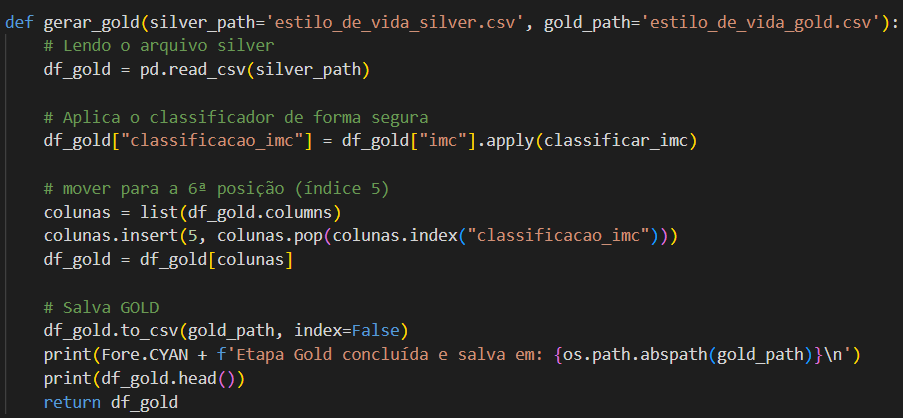 def gerar_gold(silver_path='estilo_de_vida_silver.csv', gold_path='estilo_de_vida_gold.csv'):
    # Lendo o arquivo silver
    df_gold = pd.read_csv(silver_path)

    # Aplica o classificador de forma segura
    df_gold["classificacao_imc"] = df_gold["imc"].apply(classificar_imc)

    # mover para a 6ª posição (índice 5)
    colunas = list(df_gold.columns)
    colunas.insert(5, colunas.pop(colunas.index("classificacao_imc")))
    df_gold = df_gold[colunas]

    # Salva GOLD
    df_gold.to_csv(gold_path, index=False)
    print(Fore.CYAN + f'Etapa Gold concluída e salva em: {os.path.abspath(gold_path)}\n')
    print(df_gold.head())
    return df_gold